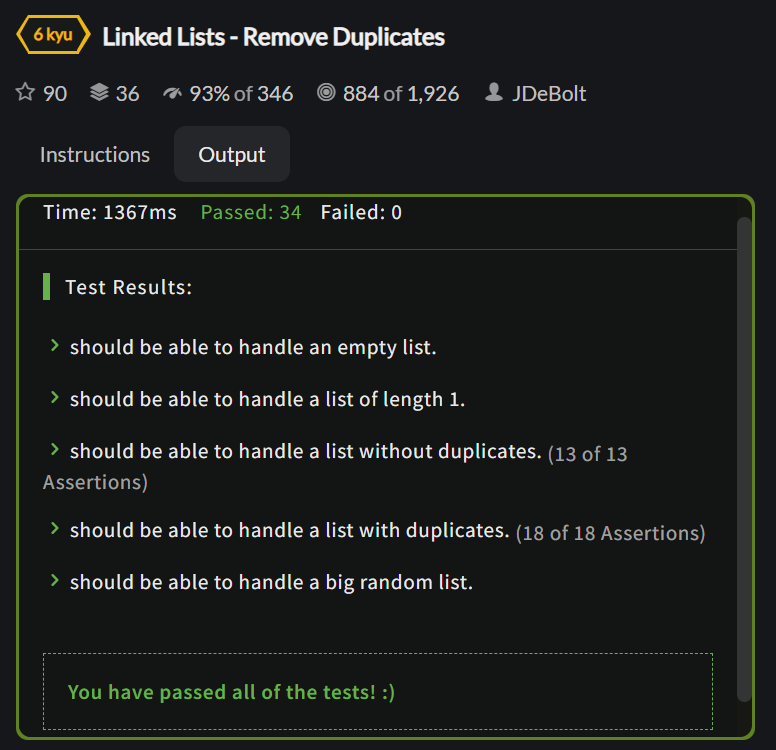 6 kyu Linked Lists - Remove Duplicates
90 36 93% of 346 884 of 1,926 JDeBolt
Instructions Output
Time: 1367ms Passed: 34 Failed: 0
Test Results:
should be able to handle an empty list.
should be able to handle a list of length 1.
should be able to handle a list without duplicates. (13 of 13
Assertions)
should be able to handle a list with duplicates. (18 of 18 Assertions)
should be able to handle a big random list.
You have passed all of the tests! :)